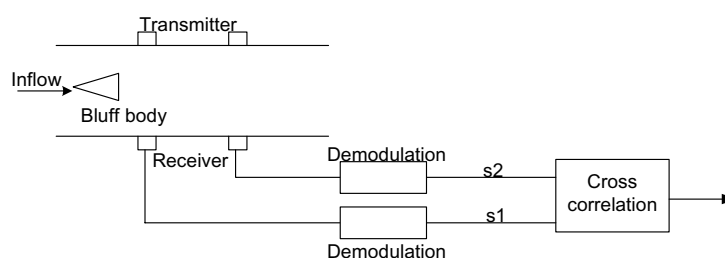 Transmitter
Inflow
Bluff body
Receiver
Demodulation
s2
Cross
correlation
s1
Demodulation